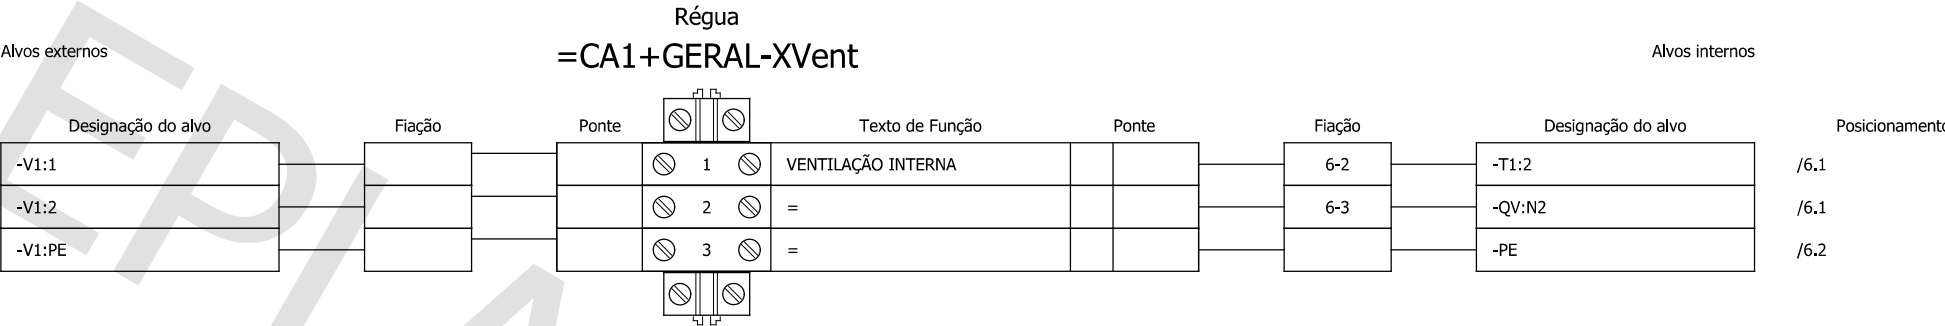 Régua
Alvos externos =CA1+GERAL-XVent Alvos internos
Designação do alvo Fiação Ponte Texto de Função Ponte Fiação Designação do alvo Posicionamento
-V1:1 1 VENTILAÇÃO INTERNA 6-2 -T1:2 /6.1
-V1:2 2 = 6-3 -QV:N2 /6.1
-V1:PE 3 = -PE /6.2